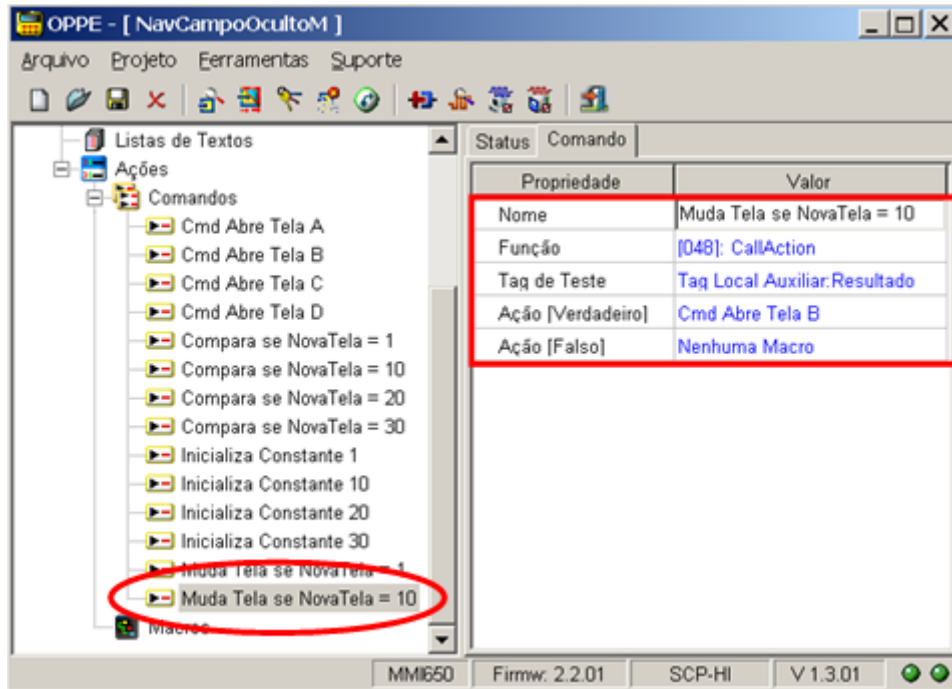 OPPE - [ NavCampoOcultoM ]
Arquivo Projeto Ferramentas Suporte
Listas de Textos
Ações
Comandos
Cmd Abre Tela A
Cmd Abre Tela B
Cmd Abre Tela C
Cmd Abre Tela D
Compara se NovaTela = 1
Compara se NovaTela = 10
Compara se NovaTela = 20
Compara se NovaTela = 30
Inicializa Constante 1
Inicializa Constante 10
Inicializa Constante 20
Inicializa Constante 30
Muda Tela se NovaTela = 1
Muda Tela se NovaTela = 10
Macros
Status Comando
Propriedade Valor
Nome Muda Tela se NovaTela = 10
Função [048]: CallAction
Tag de Teste Tag Local Auxiliar:Resultado
Ação [Verdadeiro] Cmd Abre Tela B
Ação [Falso] Nenhuma Macro
MMI650 Firmw: 2.2.01 SCP-HI V 1.3.01